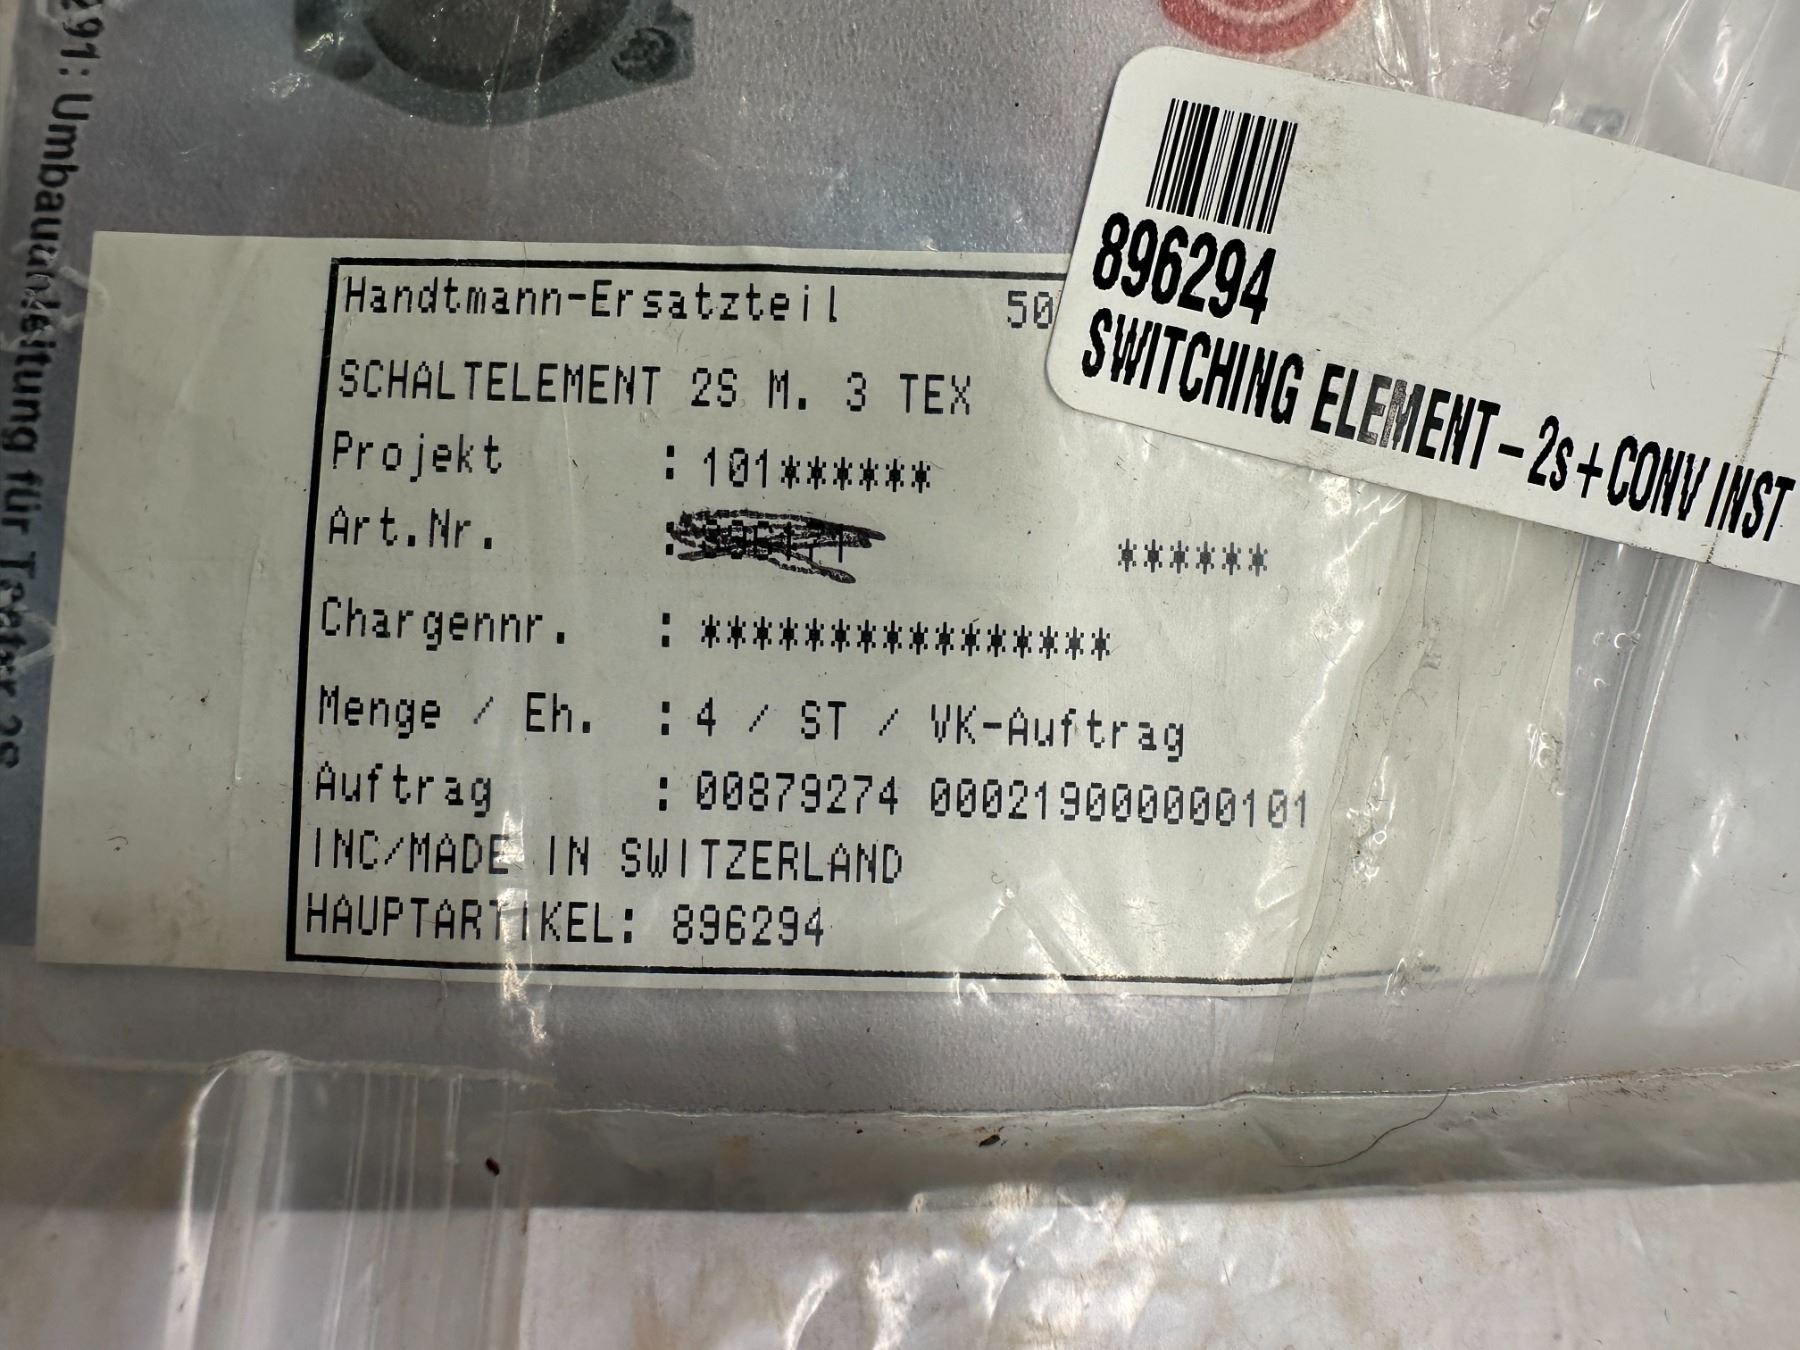 291: Umbauanleitung für Taster 2S
896294
SWITCHING ELEMENT - 2s + CONV INST
Handtmann-Ersatzteil 50
SCHALTELEMENT 2S M. 3 TEX
Projekt : 101******
Art.Nr. : ******
Chargennr. : ****************
Menge / Eh. : 4 / ST / VK-Auftrag
Auftrag : 00879274 000219000000101
INC/MADE IN SWITZERLAND
HAUPTARTIKEL: 896294